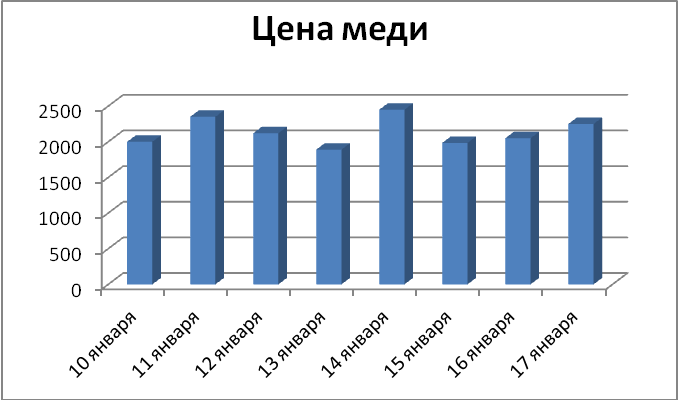 Цена меди
2500
2000
1500
1000
500
0
10 января
11 января
12 января
13 января
14 января
15 января
16 января
17 января